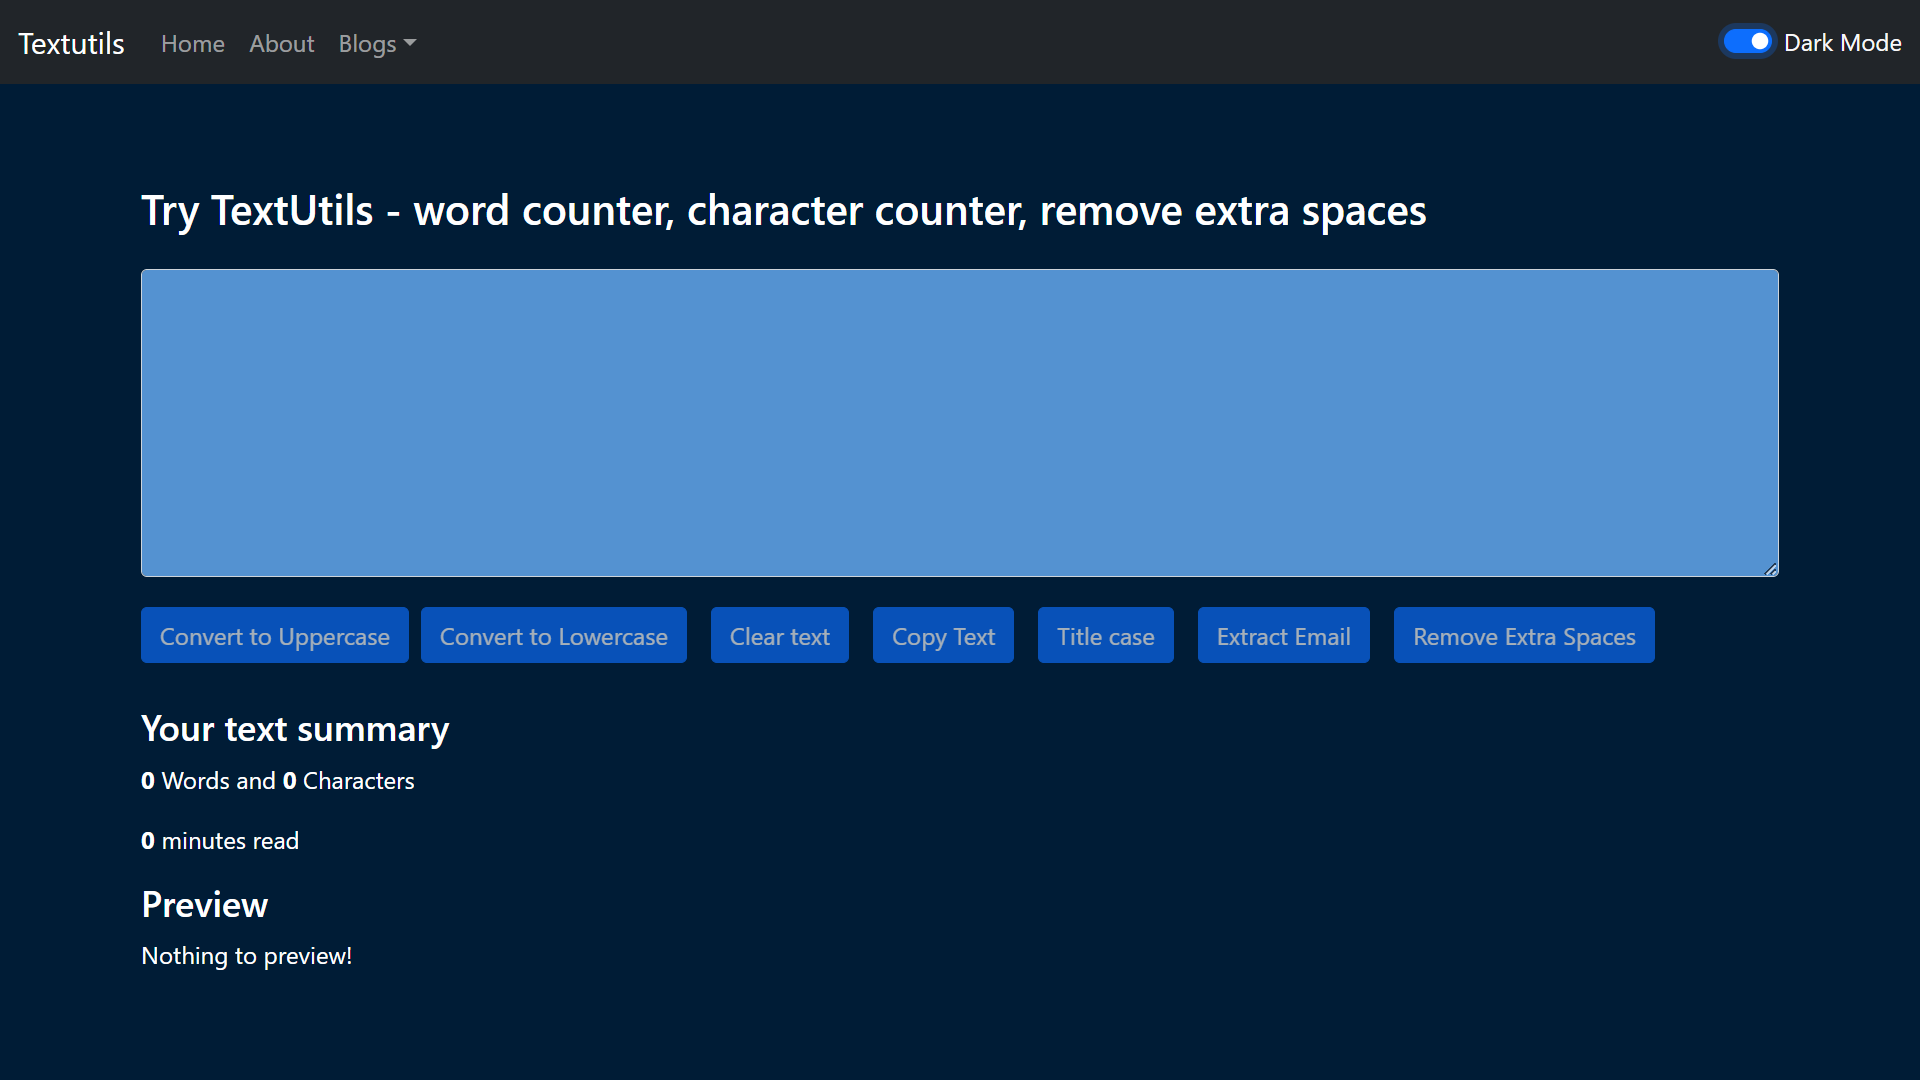 Textutils Home About Blogs Dark Mode
Try TextUtils - word counter, character counter, remove extra spaces
Convert to Uppercase Convert to Lowercase Clear text Copy Text Title case Extract Email Remove Extra Spaces
Your text summary
0 Words and 0 Characters
0 minutes read
Preview
Nothing to preview!